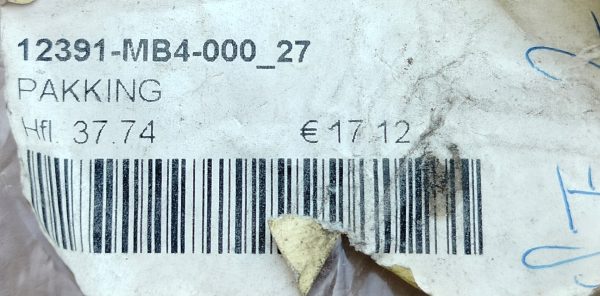 12391-MB4-000_27
PAKKING
Hfl. 37.74 € 17.12